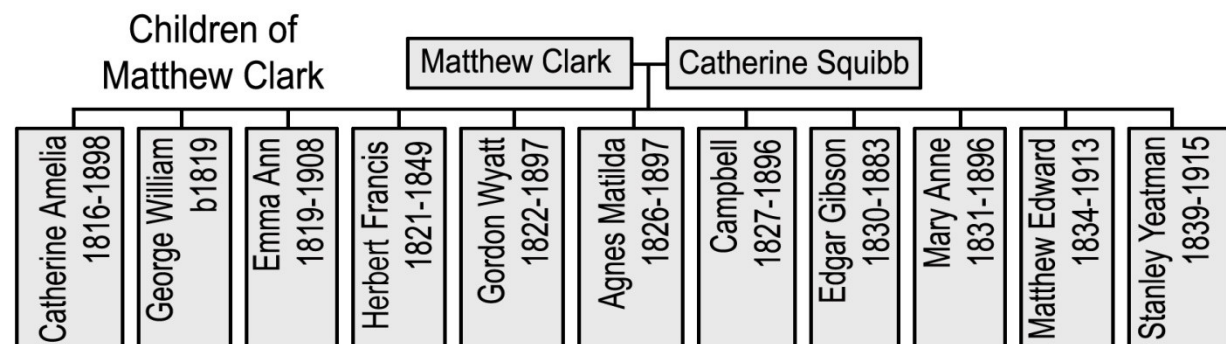 Children of
Matthew Clark
Matthew Clark
Catherine Squibb
Catherine Amelia
1816-1898
George William
b1819
Emma Ann
1819-1908
Herbert Francis
1821-1849
Gordon Wyatt
1822-1897
Agnes Matilda
1826-1897
Campbell
1827-1896
Edgar Gibson
1830-1883
Mary Anne
1831-1896
Matthew Edward
1834-1913
Stanley Yeatman
1839-1915